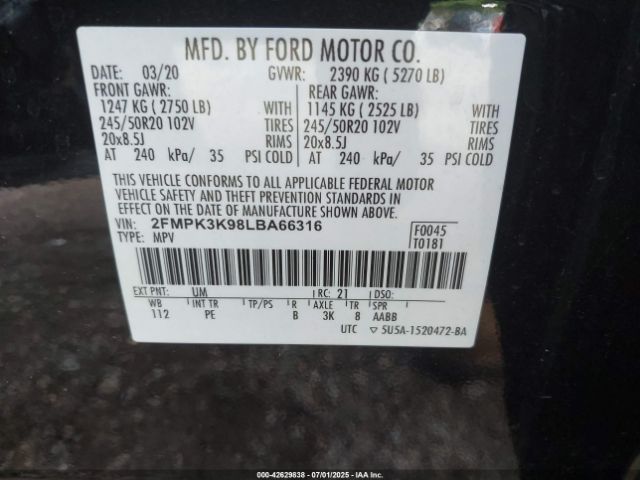 MFD. BY FORD MOTOR CO.
DATE: 03/20 GVWR: 2390 KG ( 5270 LB)
FRONT GAWR: REAR GAWR:
1247 KG ( 2750 LB) WITH 1145 KG ( 2525 LB) WITH
245/50R20 102V TIRES 245/50R20 102V TIRES
20x8.5J RIMS 20x8.5J RIMS
AT 240 kPa/ 35 PSI COLD AT 240 kPa/ 35 PSI COLD
THIS VEHICLE CONFORMS TO ALL APPLICABLE FEDERAL MOTOR
VEHICLE SAFETY AND THEFT PREVENTION STANDARDS IN
EFFECT ON THE DATE OF MANUFACTURE SHOWN ABOVE.
VIN: 2FMPK3K98LBA66316 F0045
TYPE: MPV T0181
EXT PNT: UM RC: 21 DSO:
WB INT TR TP/PS R AXLE TR SPR
112 PE B 3K 8 AABB
UTC 5U5A-1520472-BA
000-42629838 - 07/01/2025 - IAAI.CA